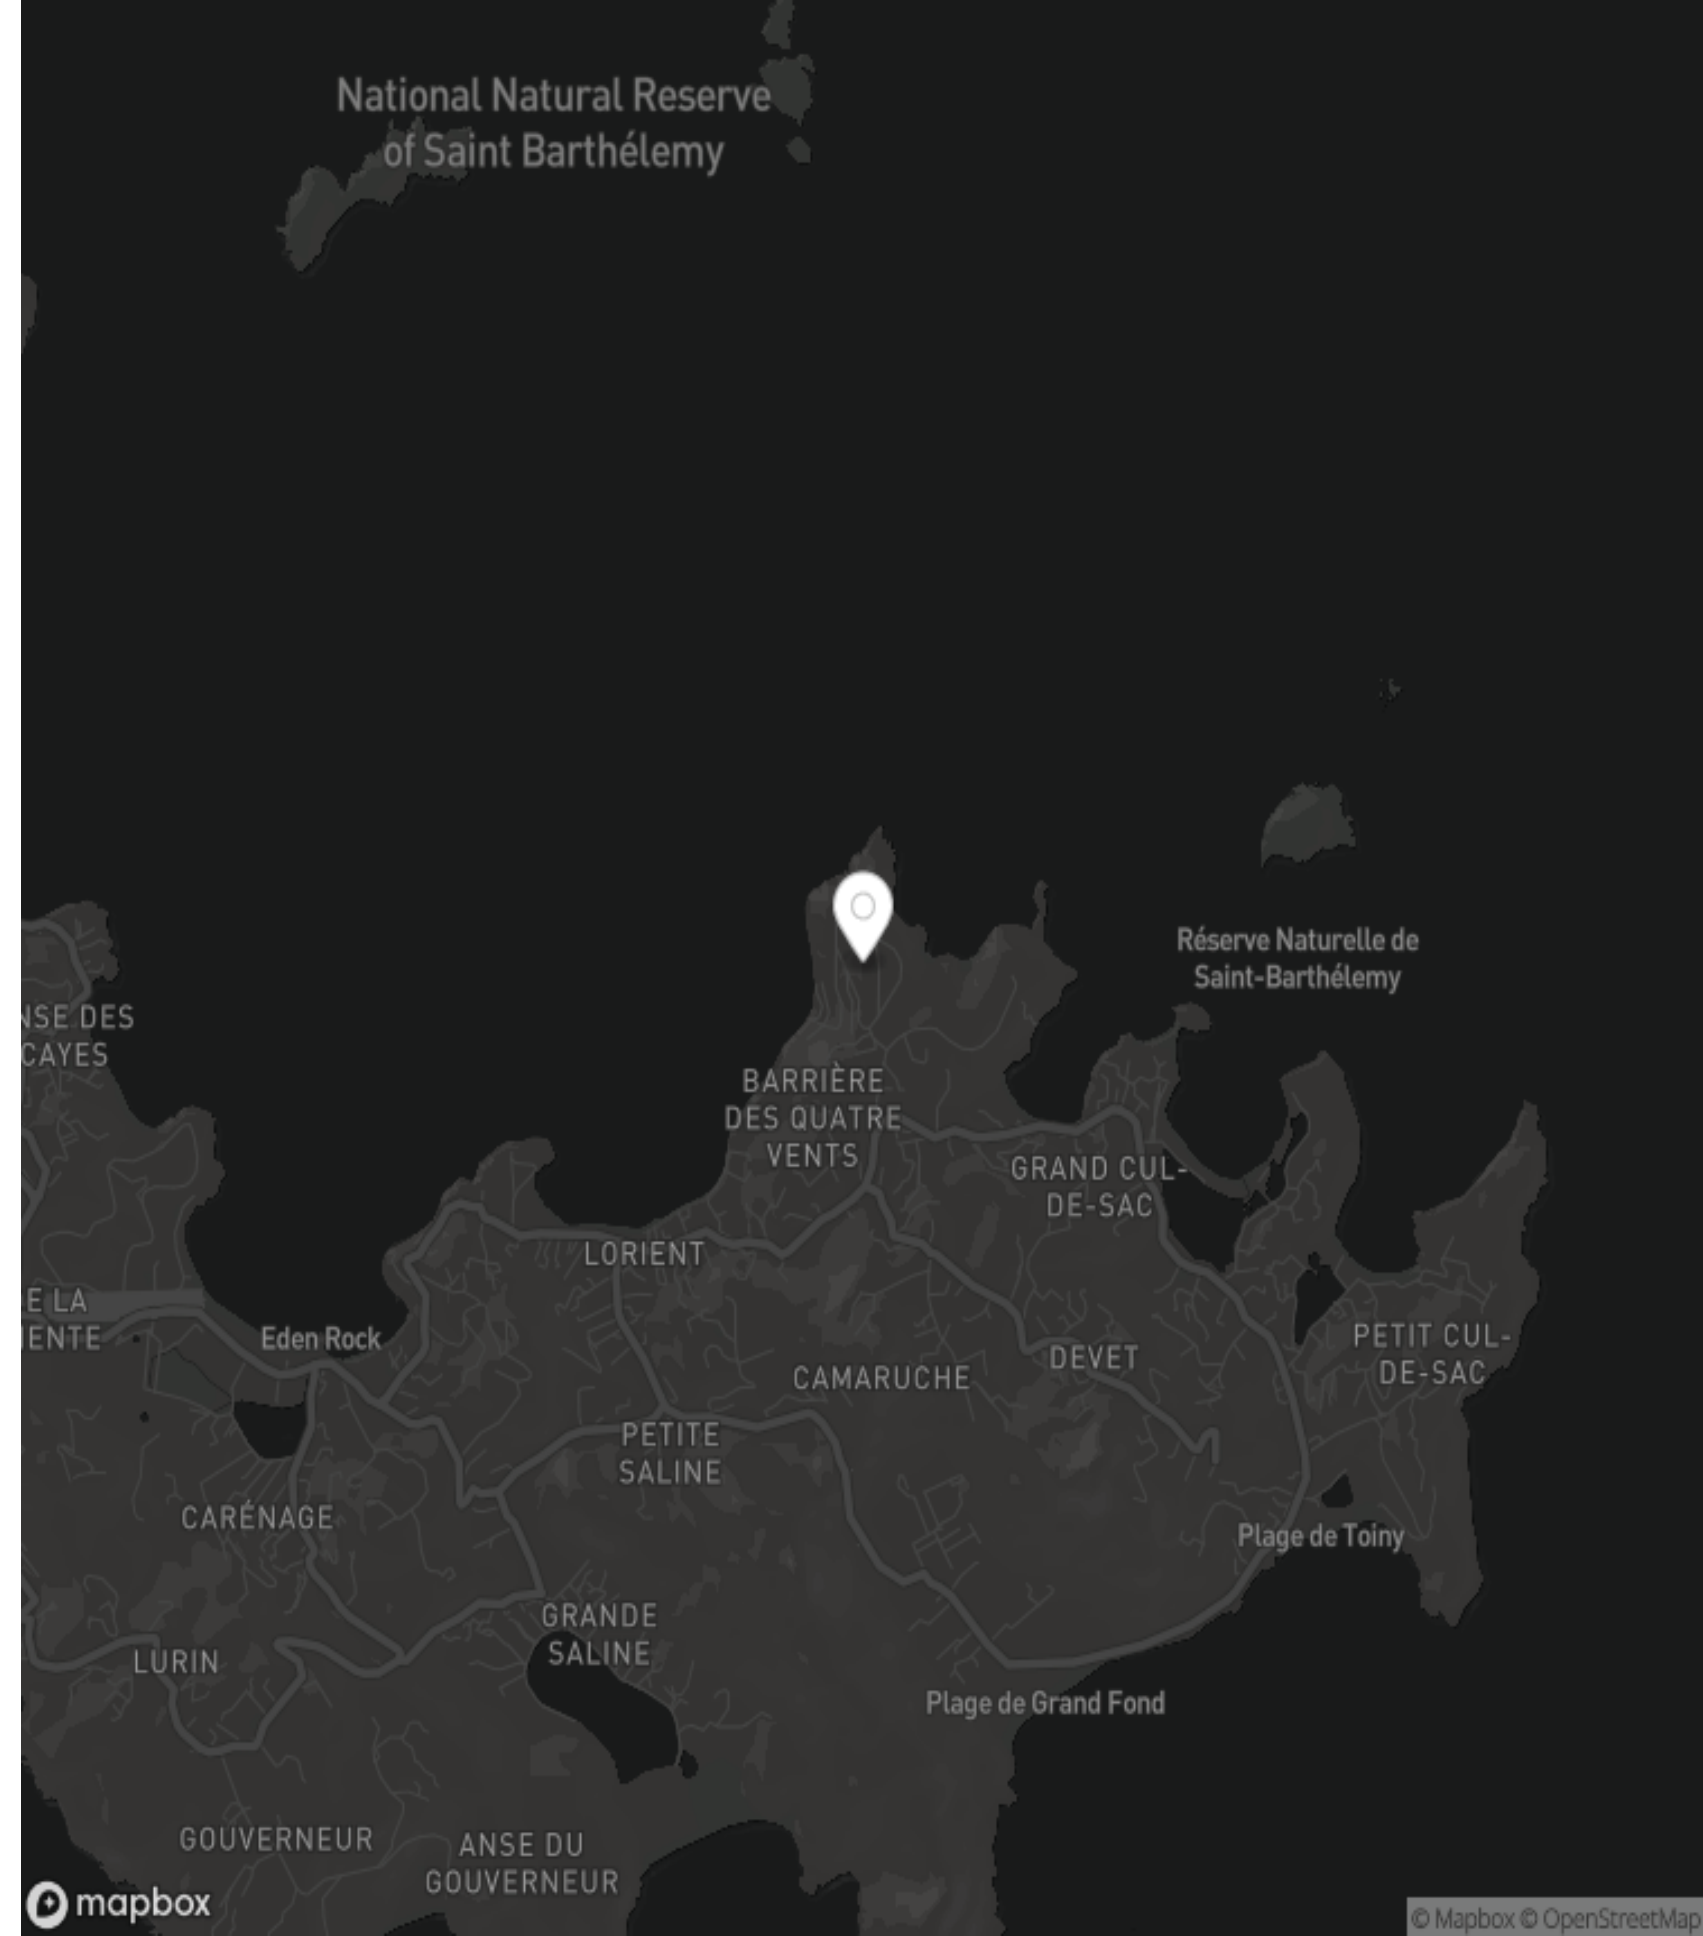 National Natural Reserve
of Saint Barthélemy
Réserve Naturelle de
Saint-Barthélemy
NSE DES
CAYES
BARRIÈRE
DES QUATRE
VENTS
GRAND CUL-
DE-SAC
LORIENT
E LA
IENTE
Eden Rock
PETIT CUL-
DE-SAC
DEVET
CAMARUCHE
PETITE
SALINE
CARÉNAGE
Plage de Toiny
GRANDE
SALINE
LURIN
Plage de Grand Fond
GOUVERNEUR
ANSE DU
GOUVERNEUR
mapbox
© Mapbox © OpenStreetMap